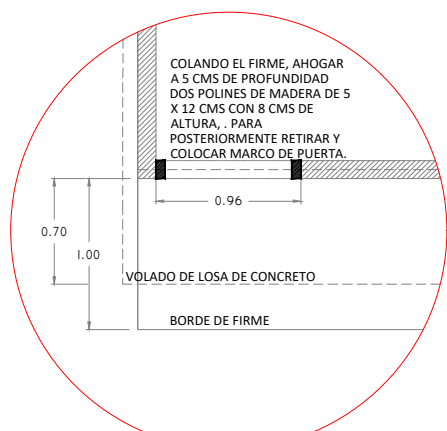 COLANDO EL FIRME, AHOGAR
A 5 CMS DE PROFUNDIDAD
DOS POLINES DE MADERA DE 5
X 12 CMS CON 8 CMS DE
ALTURA, . PARA
POSTERIORMENTE RETIRAR Y
COLOCAR MARCO DE PUERTA.
0.96
0.70
1.00
VOLADO DE LOSA DE CONCRETO
BORDE DE FIRME